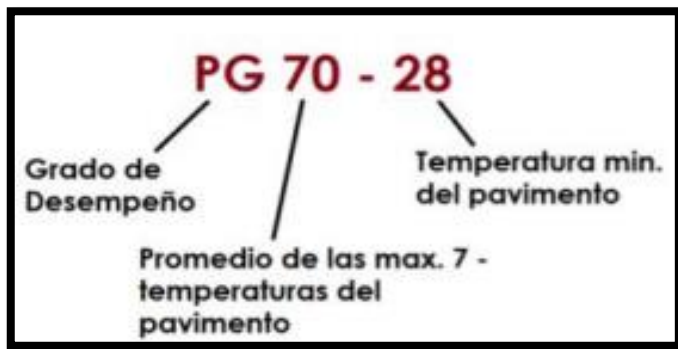 PG 70 - 28
Grado de
Desempeño
Temperatura min.
del pavimento
Promedio de las max. 7 -
temperaturas del
pavimento